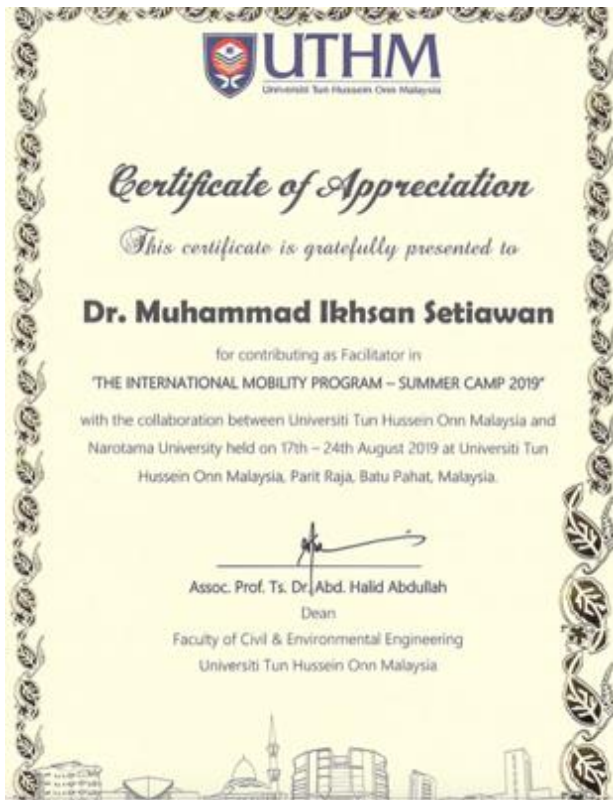 UTHM
Universiti Tun Hussein Onn Malaysia
Certificate of Appreciation
This certificate is gratefully presented to
Dr. Muhammad Ikhsan Setiawan
for contributing as Facilitator in
"THE INTERNATIONAL MOBILITY PROGRAM – SUMMER CAMP 2019"
with the collaboration between Universiti Tun Hussein Onn Malaysia and
Narotama University held on 17th – 24th August 2019 at Universiti Tun
Hussein Onn Malaysia, Parit Raja, Batu Pahat, Malaysia.
Assoc. Prof. Ts. Dr. Abd. Halid Abdullah
Dean
Faculty of Civil & Environmental Engineering
Universiti Tun Hussein Onn Malaysia